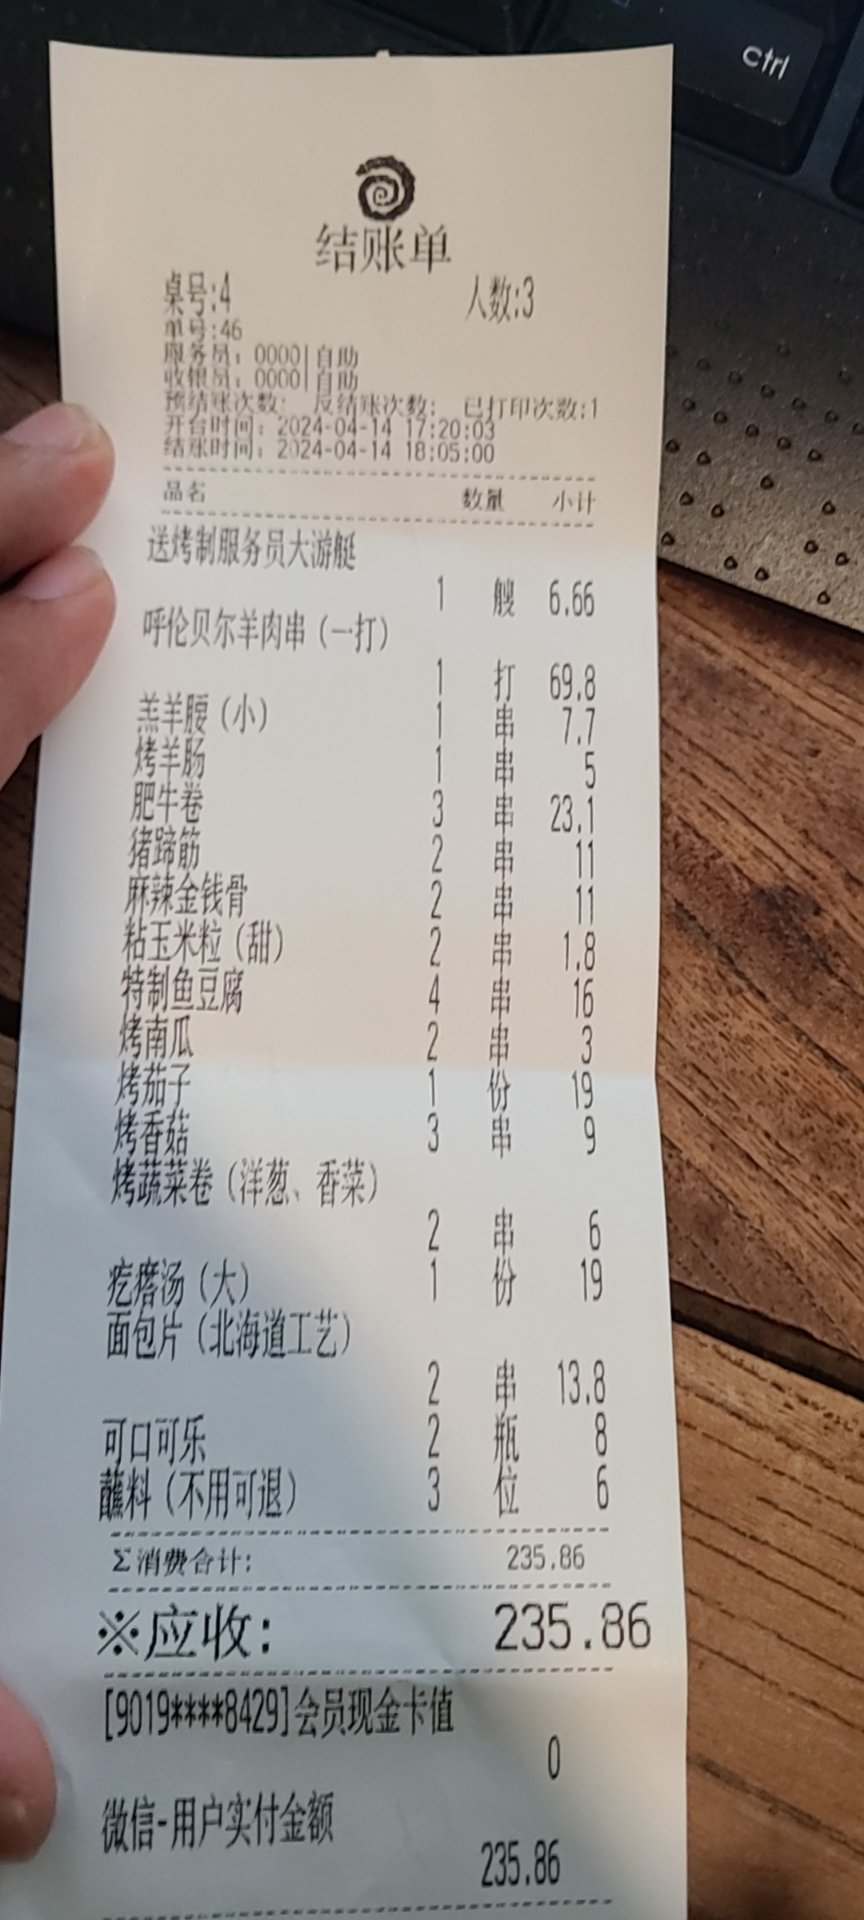 ctrl
结账单
桌号:4 人数:3
单号:46
服务员: 0000|自助
收银员: 0000|自助
预结账次数: 反结账次数: 已打印次数:1
开台时间: 2024-04-14 17:20:03
结账时间: 2024-04-14 18:05:00
品名 数量 小计
送烤制服务员大游艇
1 艘 6.66
呼伦贝尔羊肉串(一打)
1 打 69.8
羔羊腰(小) 1 串 7.7
烤羊肠 1 串 5
肥牛卷 3 串 23.1
猪蹄筋 2 串 11
麻辣金钱骨 2 串 11
粘玉米粒(甜) 2 串 1.8
特制鱼豆腐 4 串 16
烤南瓜 2 串 3
烤茄子 1 份 19
烤香菇 3 串 9
烤蔬菜卷(洋葱、香菜)
2 串 6
疙瘩汤(大) 1 份 19
面包片(北海道工艺)
2 串 13.8
可口可乐 2 瓶 8
蘸料(不用可退) 3 位 6
Σ消费合计: 235.86
※应收: 235.86
[9019****8429]会员现金卡值
0
微信-用户实付金额
235.86